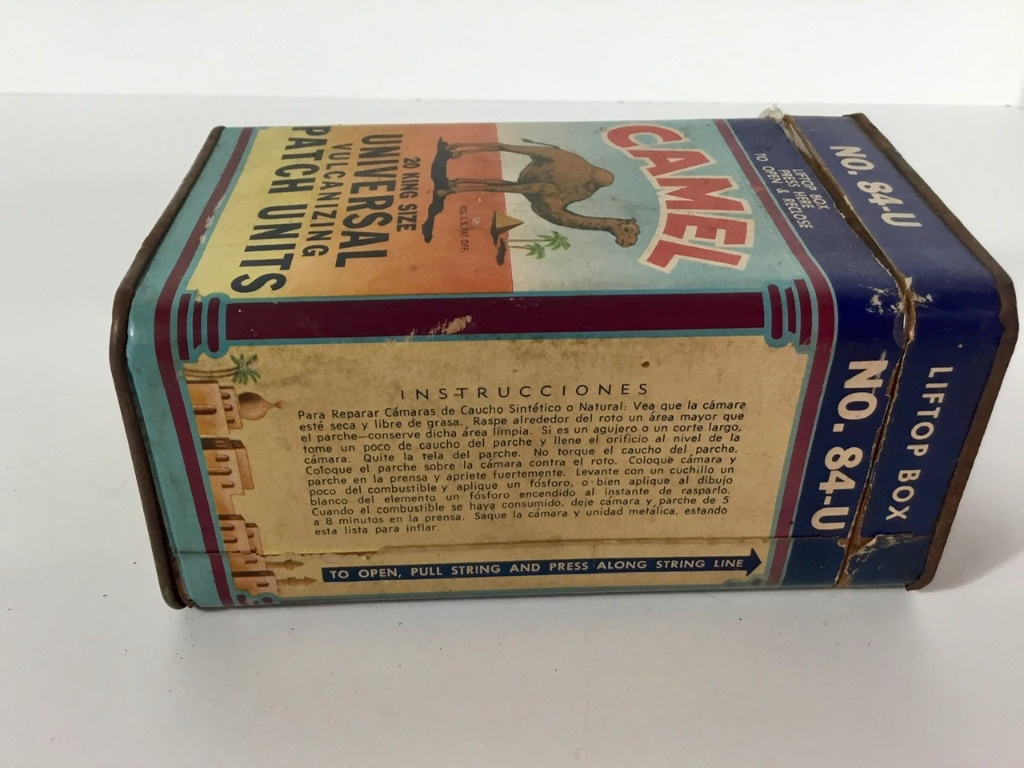 NO. 84-U
LIFTOP BOX
PRESS HERE
TO OPEN & RECLOSE
CAMEL
REG. U.S. PAT. OFF.
20 KING SIZE
UNIVERSAL
VULCANIZING
PATCH UNITS
LIFTOP BOX
NO. 84-U
INSTRUCCIONES
Para Reparar Cámaras de Caucho Sintético o Natural: Vea que la cámara
esté seca y libre de grasa. Raspe alrededor del roto un área mayor que
el parche—conserve dicha área limpia. Si es un agujero o un corte largo,
tome un poco de caucho del parche y llene el orificio al nivel de la
cámara. Quite la tela del parche. No torque el caucho del parche.
Coloque el parche sobre la cámara contra el roto. Coloque cámara y
parche en la prensa y apriete fuertemente. Levante con un cuchillo un
poco del combustible y aplique un fósforo, o bien aplique al dibujo
blanco del elemento un fósforo encendido al instante de rasparlo.
Cuando el combustible se haya consumido, deje cámara y parche de 5
a 8 minutos en la prensa. Saque la cámara y unidad metálica, estando
esta lista para inflar.
TO OPEN, PULL STRING AND PRESS ALONG STRING LINE